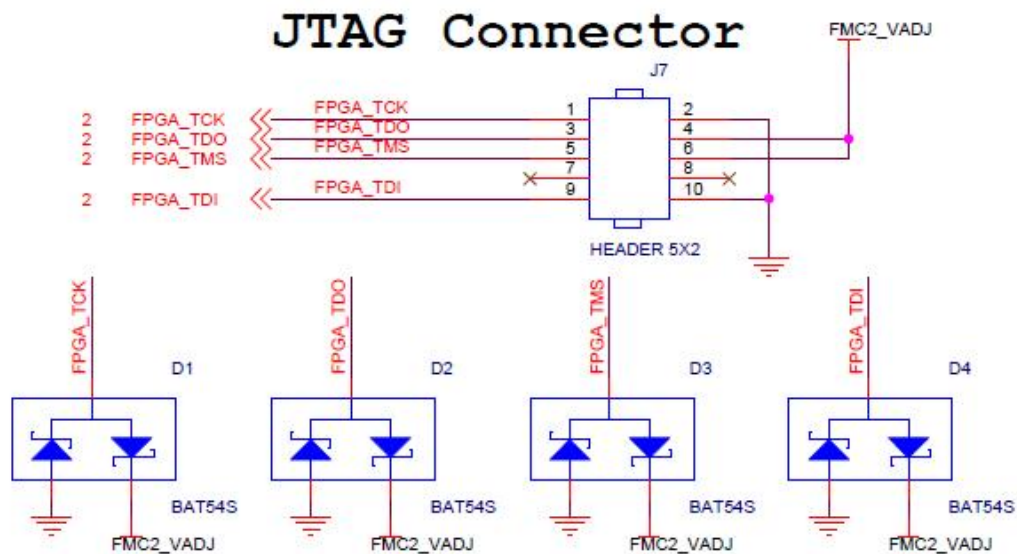 JTAG Connector
FMC2_VADJ
J7
2 FPGA_TCK FPGA_TCK 1 2
2 FPGA_TDO FPGA_TDO 3 4
2 FPGA_TMS FPGA_TMS 5 6
7 8
2 FPGA_TDI FPGA_TDI 9 10
HEADER 5X2
FPGA_TCK FPGA_TDO FPGA_TMS FPGA_TDI
D1 D2 D3 D4
BAT54S BAT54S BAT54S BAT54S
FMC2_VADJ FMC2_VADJ FMC2_VADJ FMC2_VADJ